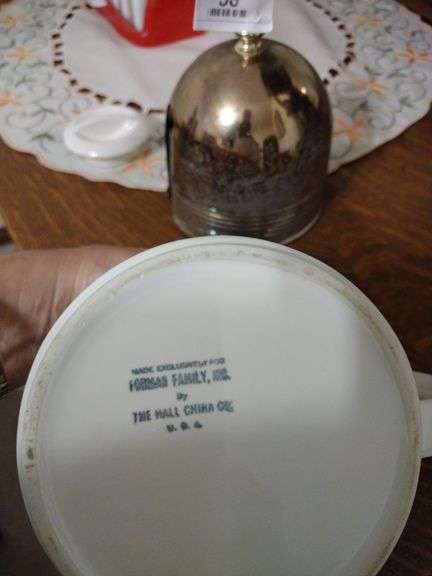 MADE EXCLUSIVELY FOR
FORMAN FAMILY, INC.
By
THE HALL CHINA CO.
U. S. A.